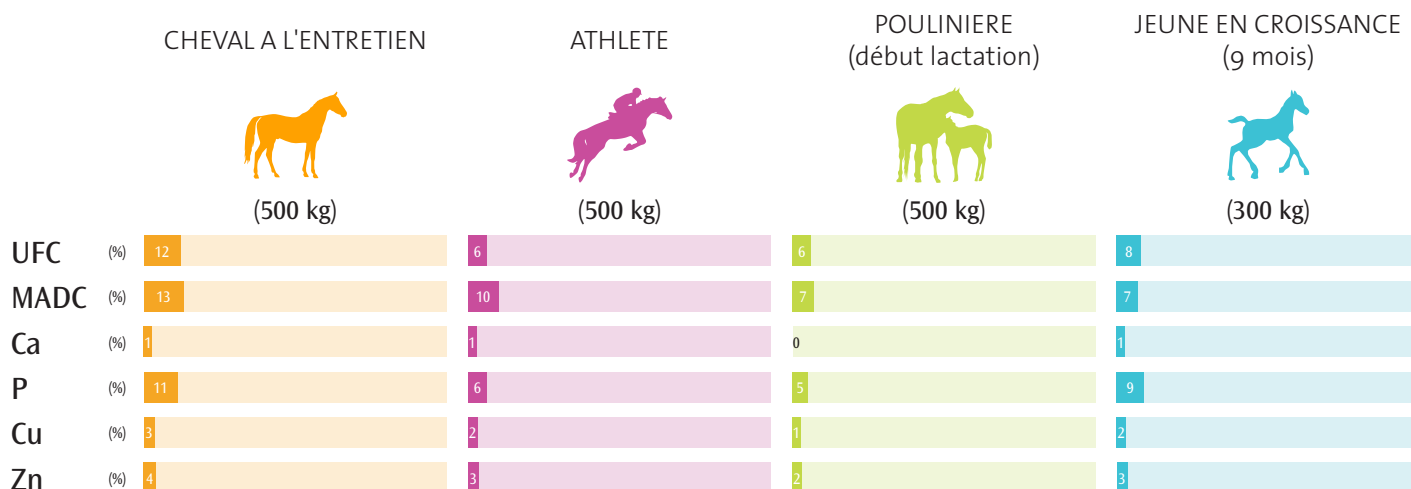 CHEVAL A L'ENTRETIEN
(500 kg)
ATHLETE
(500 kg)
POULINIERE
(début lactation)
(500 kg)
JEUNE EN CROISSANCE
(9 mois)
(300 kg)
UFC (%) 12 6 6 8
MADC (%) 13 10 7 7
Ca (%) 1 1 0 1
P (%) 11 6 5 9
Cu (%) 3 2 1 2
Zn (%) 4 3 2 3